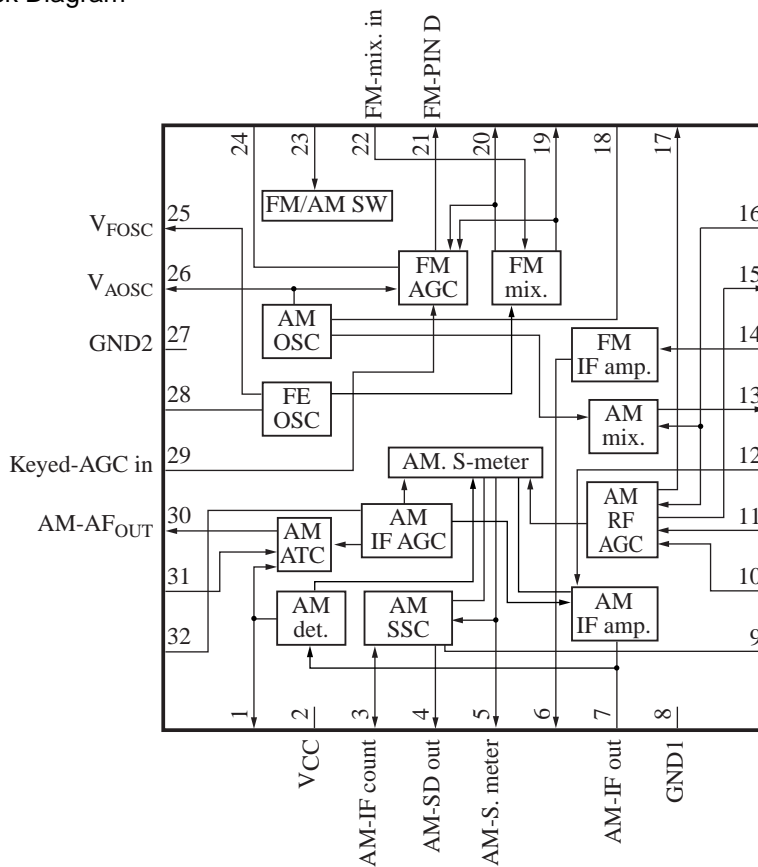 k Diagram
FM-mix. in
FM-PIN D
24
23
22
21
20
19
18
17
FM/AM SW
16
25
V_FOSC
FM
AGC
FM
mix.
15
26
V_AOSC
AM
OSC
14
27
GND2
FM
IF amp.
13
28
FE
OSC
AM
mix.
12
29
Keyed-AGC in
AM. S-meter
11
30
AM-AF_OUT
AM
ATC
AM
IF AGC
AM
RF
AGC
10
31
AM
det.
AM
SSC
AM
IF amp.
9
32
1
2
3
4
5
6
7
8
VCC
AM-IF count
AM-SD out
AM-S. meter
AM-IF out
GND1